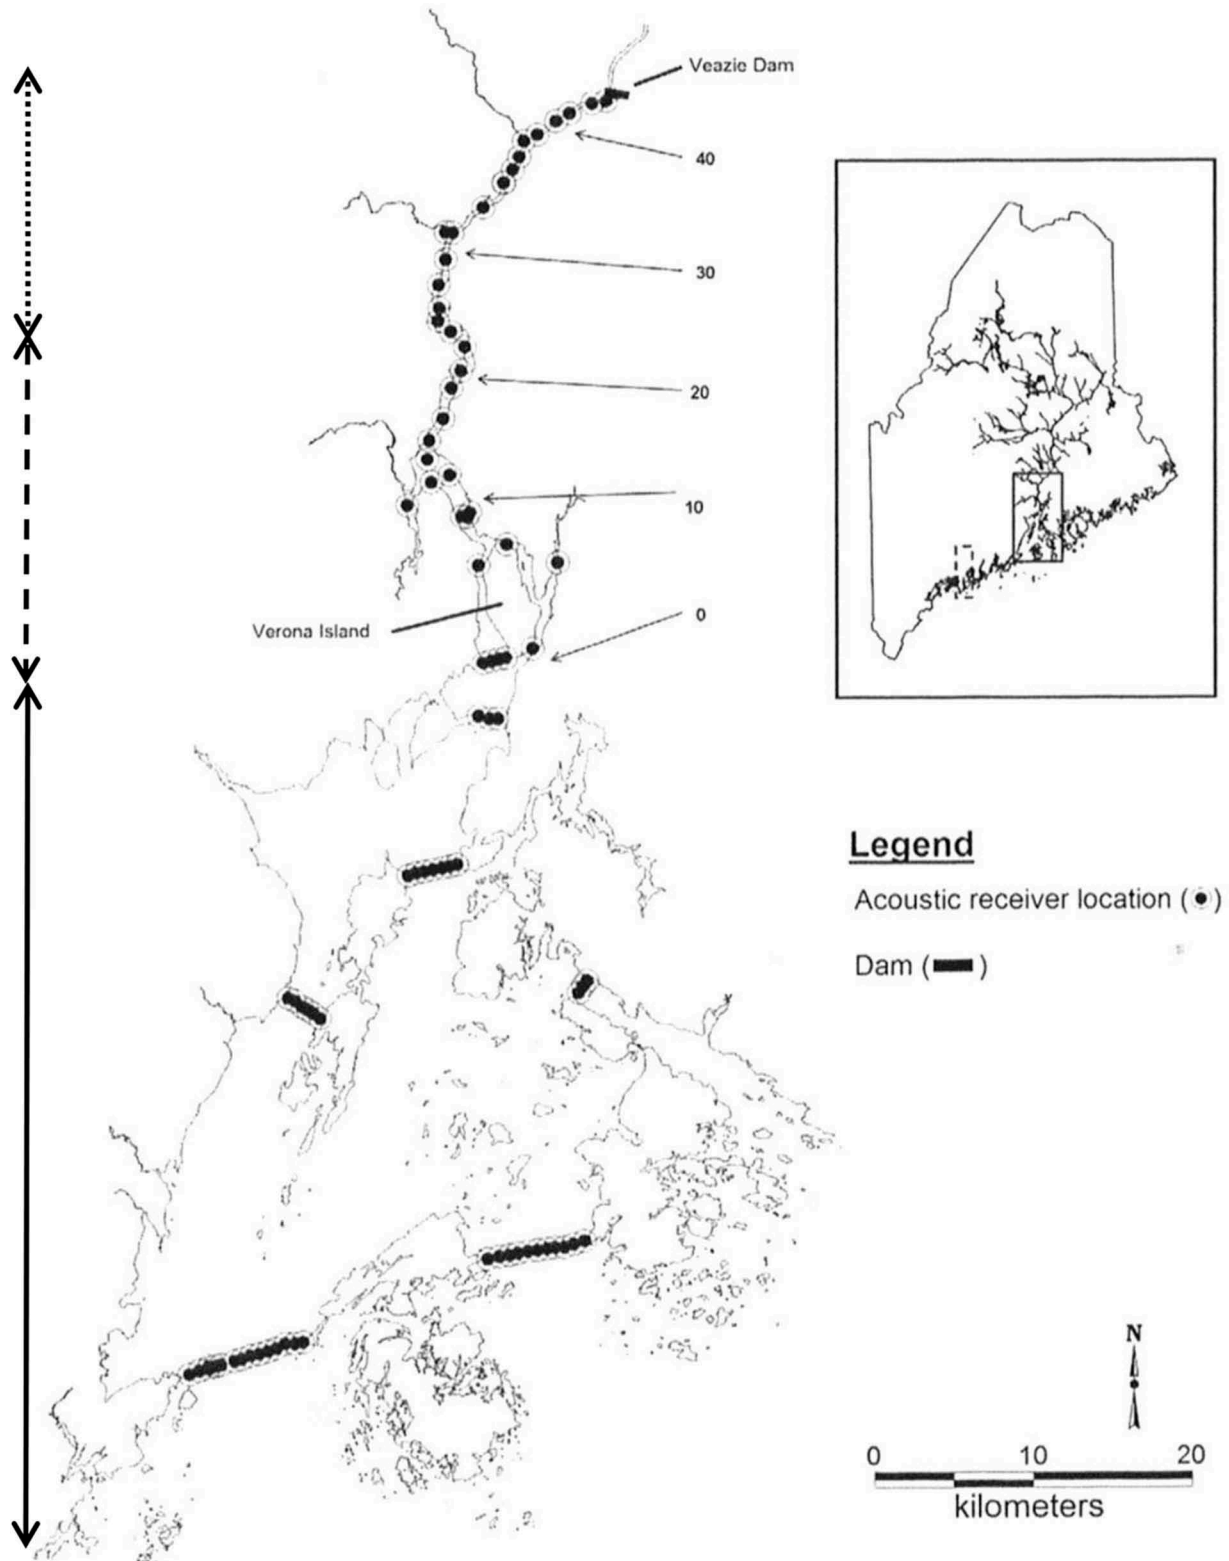 Veazie Dam
40
30
20
10
0
Verona Island
Legend
Acoustic receiver location ( )
Dam ( )
N
0 10 20
kilometers